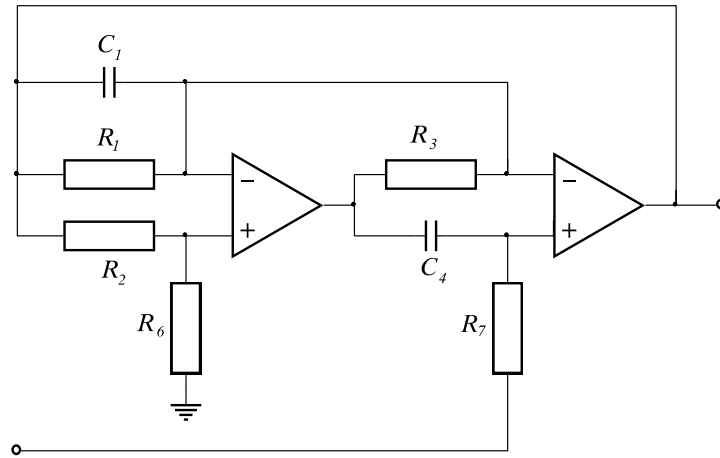 C₁
R₁
R₃
− −
R₂
+ +
C₄
R₆
R₇